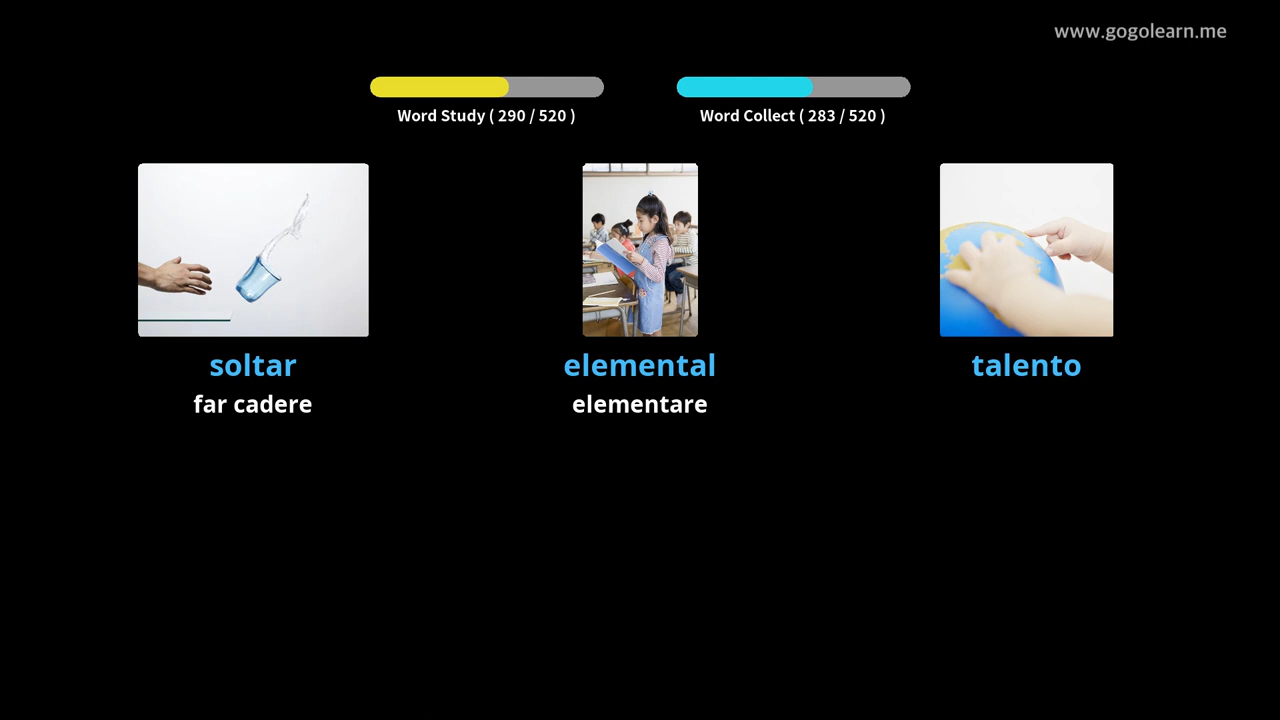 www.gogolearn.me
Word Study ( 290 / 520 )
Word Collect ( 283 / 520 )
soltar
far cadere
elemental
elementare
talento